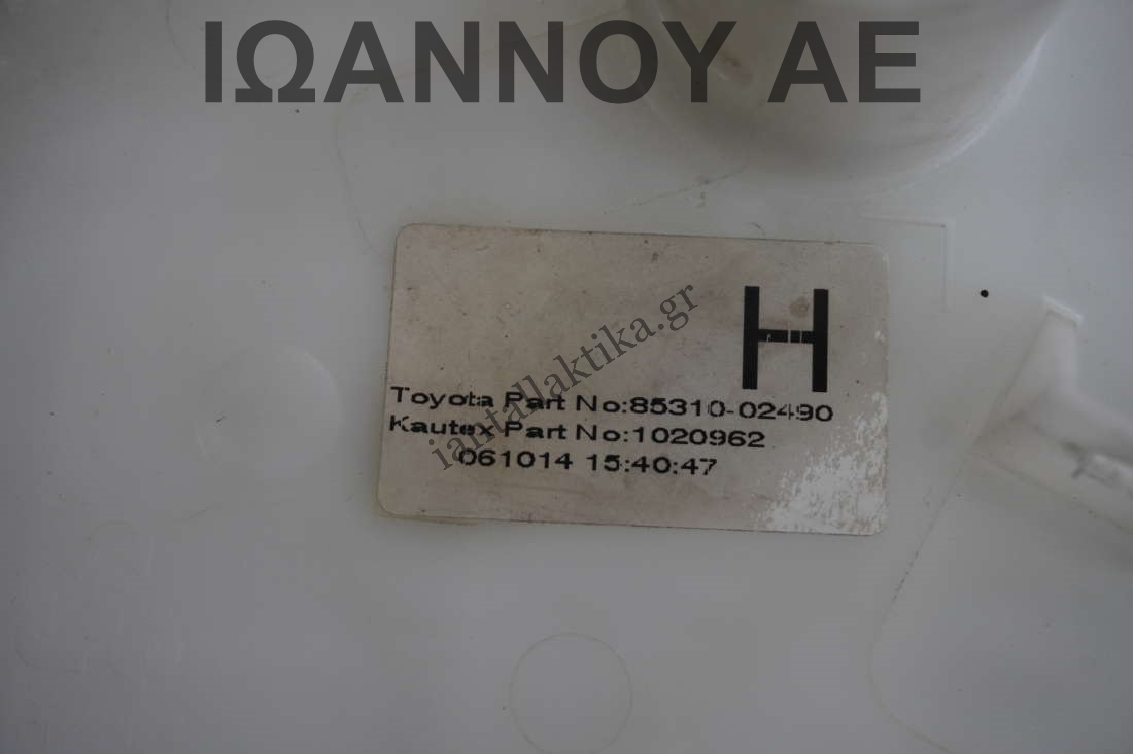 ΙΩΑΝΝΟΥ ΑΕ
H
iantallaktika.gr
Toyota Part No:85310-02490
Kautex Part No:1020962
061014 15:40:47